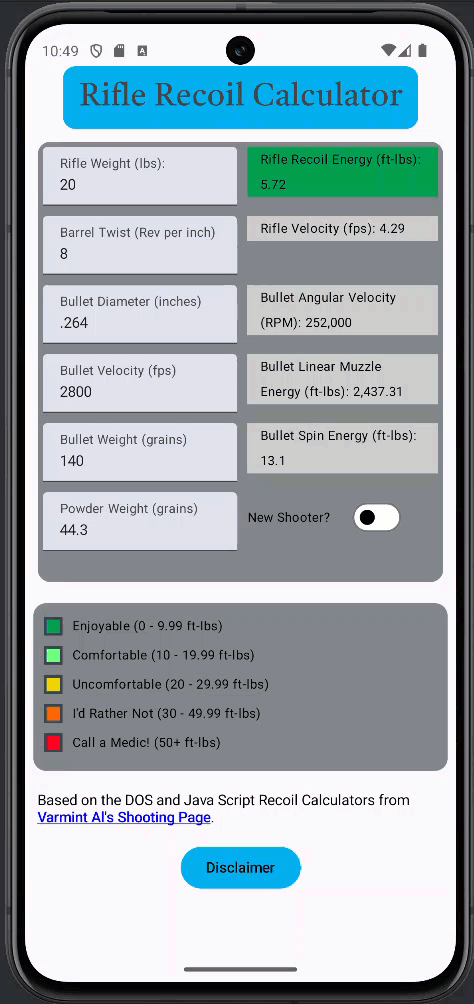 10:49
Rifle Recoil Calculator
Rifle Weight (lbs):
20
Rifle Recoil Energy (ft-lbs):
5.72
Barrel Twist (Rev per inch)
8
Rifle Velocity (fps): 4.29
Bullet Diameter (inches)
.264
Bullet Angular Velocity
(RPM): 252,000
Bullet Velocity (fps)
2800
Bullet Linear Muzzle
Energy (ft-lbs): 2,437.31
Bullet Weight (grains)
140
Bullet Spin Energy (ft-lbs):
13.1
Powder Weight (grains)
44.3
New Shooter?
Enjoyable (0 - 9.99 ft-lbs)
Comfortable (10 - 19.99 ft-lbs)
Uncomfortable (20 - 29.99 ft-lbs)
I'd Rather Not (30 - 49.99 ft-lbs)
Call a Medic! (50+ ft-lbs)
Based on the DOS and Java Script Recoil Calculators from
Varmint Al's Shooting Page.
Disclaimer